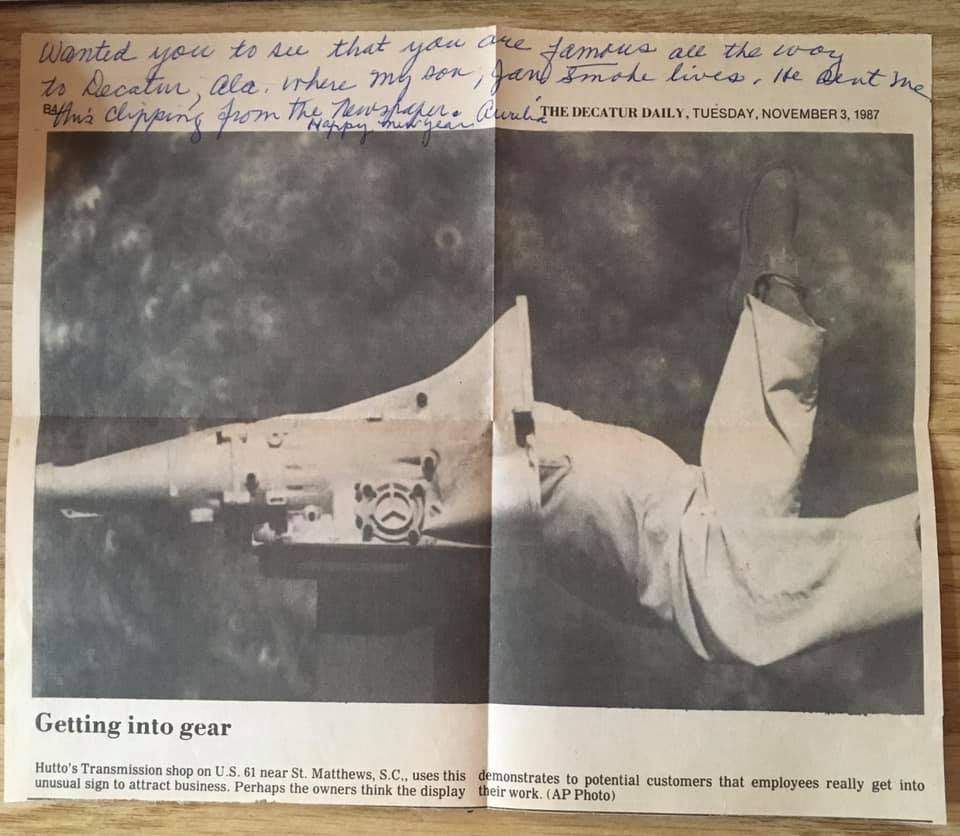 Wanted you to see that you are famous all the way
to Decatur, Ala. where my son, Jan Smoke lives. He sent me
this clipping from the Newspaper. Aurelia
Happy New Year
B4 THE DECATUR DAILY, TUESDAY, NOVEMBER 3, 1987
Getting into gear
Hutto's Transmission shop on U.S. 61 near St. Matthews, S.C., uses this
unusual sign to attract business. Perhaps the owners think the display
demonstrates to potential customers that employees really get into
their work. (AP Photo)